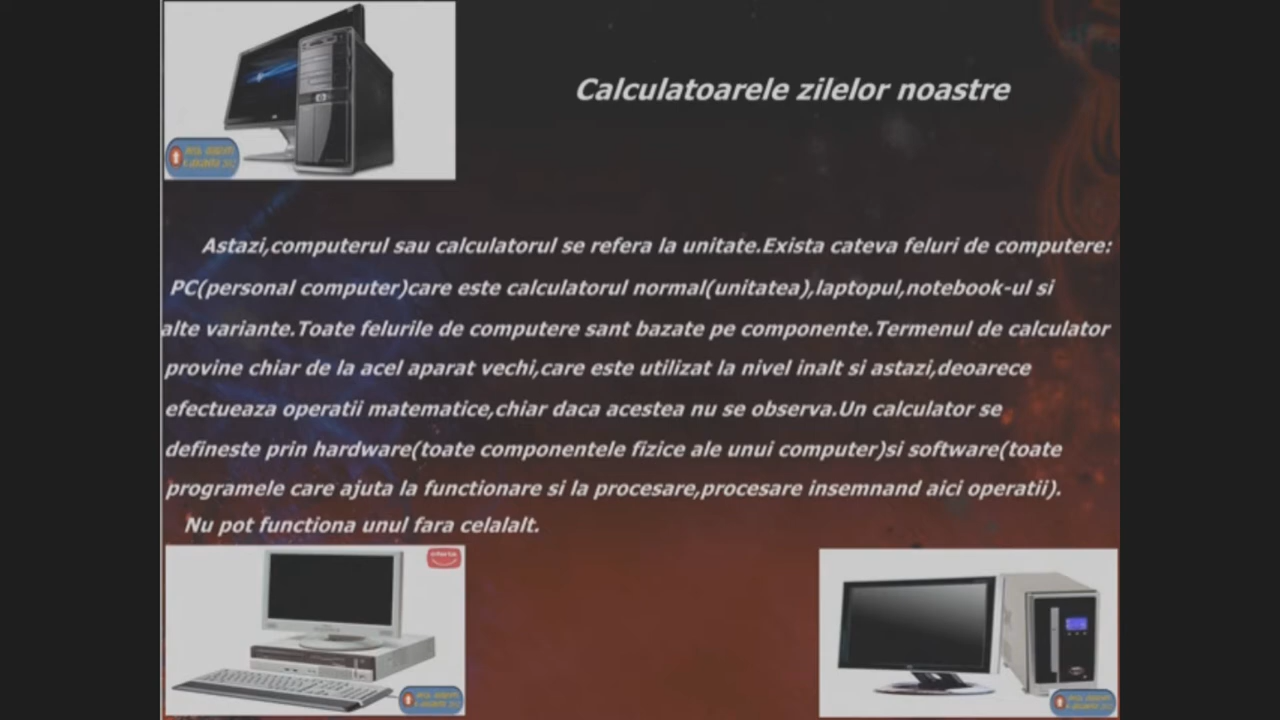 Calculatoarele zilelor noastre
Astazi,computerul sau calculatorul se refera la unitate.Exista cateva feluri de computere:
PC(personal computer)care este calculatorul normal(unitatea),laptopul,notebook-ul si
alte variante.Toate felurile de computere sant bazate pe componente.Termenul de calculator
provine chiar de la acel aparat vechi,care este utilizat la nivel inalt si astazi,deoarece
efectueaza operatii matematice,chiar daca acestea nu se observa.Un calculator se
defineste prin hardware(toate componentele fizice ale unui computer)si software(toate
programele care ajuta la functionare si la procesare,procesare insemnand aici operatii).
Nu pot functiona unul fara celalalt.